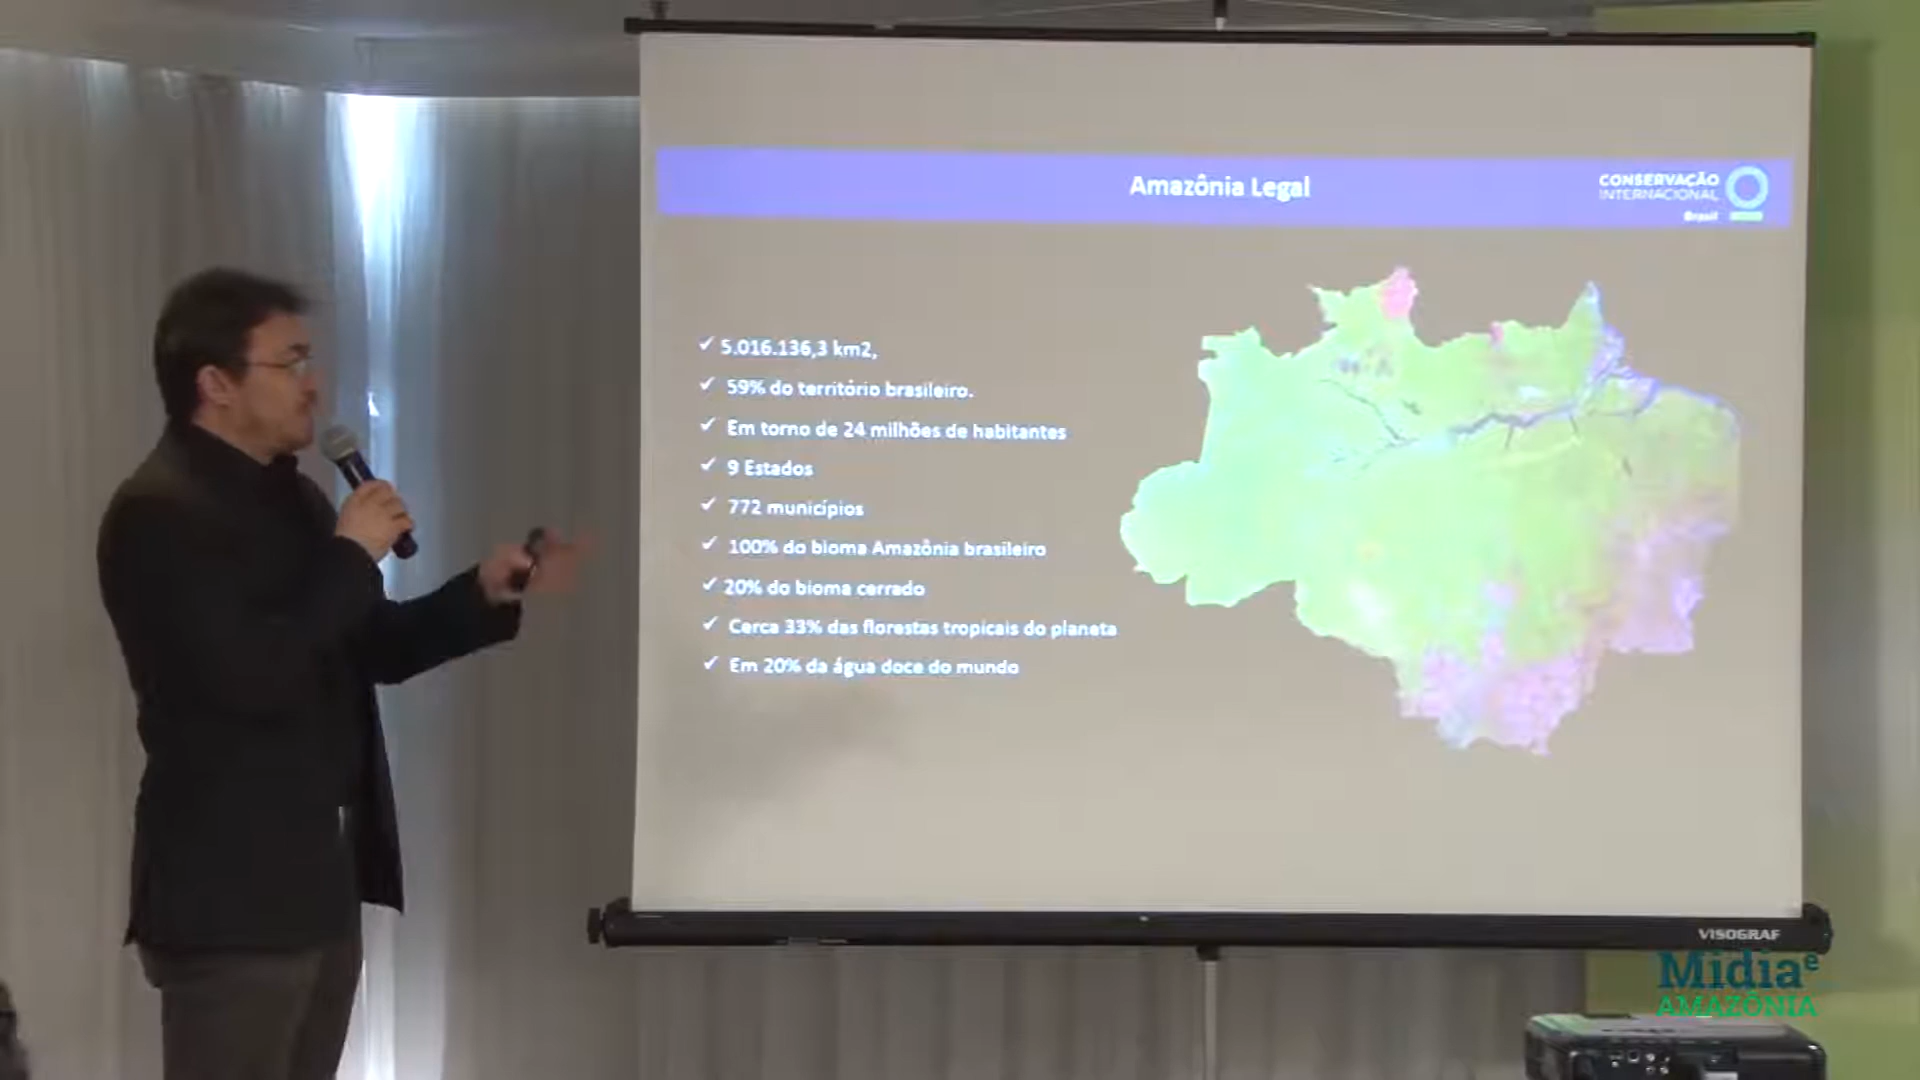 Amazônia Legal
CONSERVAÇÃO
INTERNACIONAL
Brasil
✓ 5.016.136,3 km2,
✓ 59% do território brasileiro.
✓ Em torno de 24 milhões de habitantes
✓ 9 Estados
✓ 772 municípios
✓ 100% do bioma Amazônia brasileiro
✓ 20% do bioma cerrado
✓ Cerca 33% das florestas tropicais do planeta
✓ Em 20% da água doce do mundo
VISOGRAF
Mídia e
AMAZÔNIA